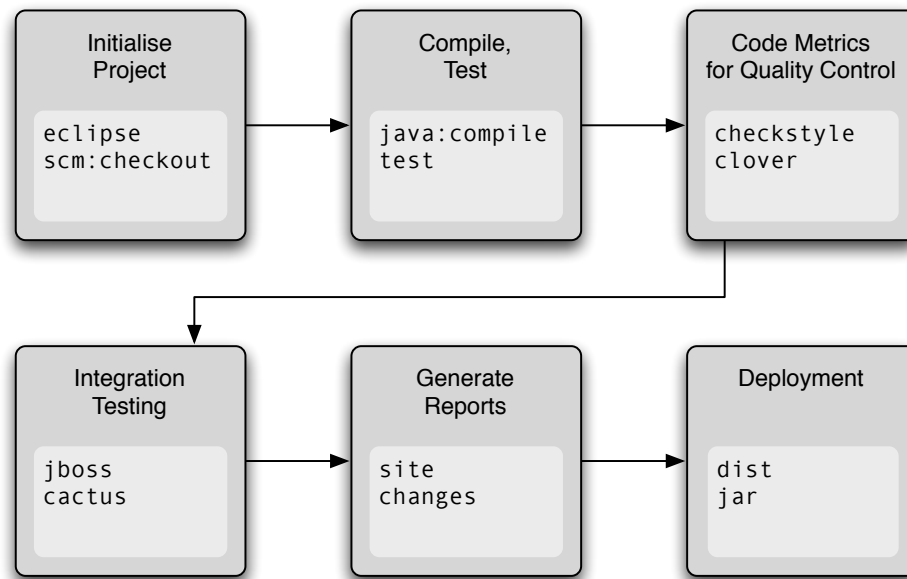 Initialise
Project
eclipse
scm:checkout
Compile,
Test
java:compile
test
Code Metrics
for Quality Control
checkstyle
clover
Integration
Testing
jboss
cactus
Generate
Reports
site
changes
Deployment
dist
jar